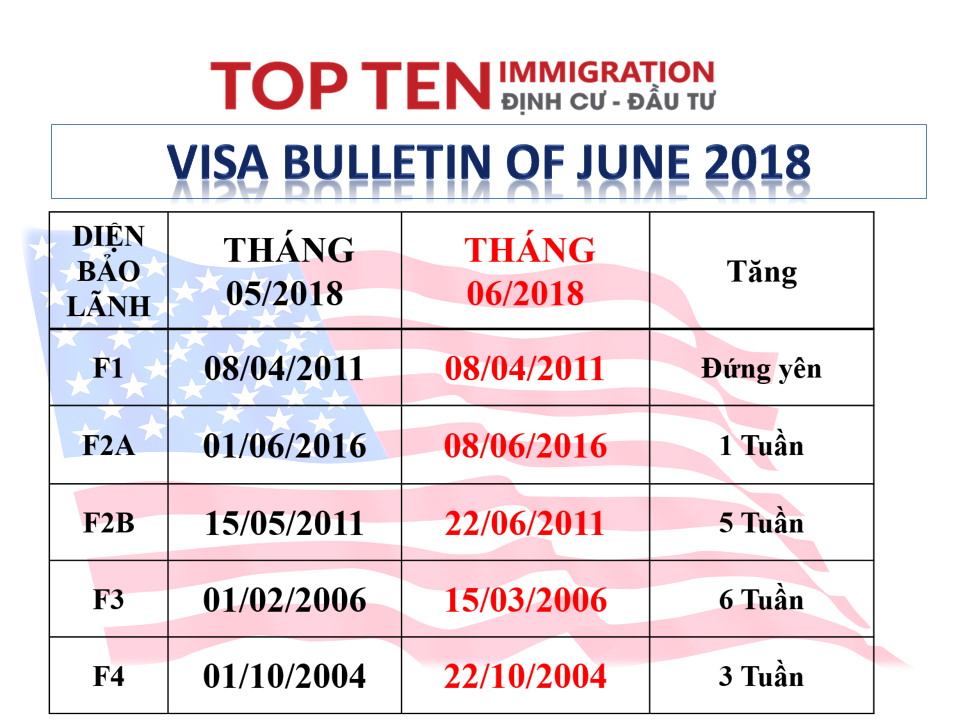 TOP TEN IMMIGRATION
ĐỊNH CƯ - ĐẦU TƯ
VISA BULLETIN OF JUNE 2018
DIỆN BẢO LÃNH THÁNG 05/2018 THÁNG 06/2018 Tăng
F1 08/04/2011 08/04/2011 Đứng yên
F2A 01/06/2016 08/06/2016 1 Tuần
F2B 15/05/2011 22/06/2011 5 Tuần
F3 01/02/2006 15/03/2006 6 Tuần
F4 01/10/2004 22/10/2004 3 Tuần